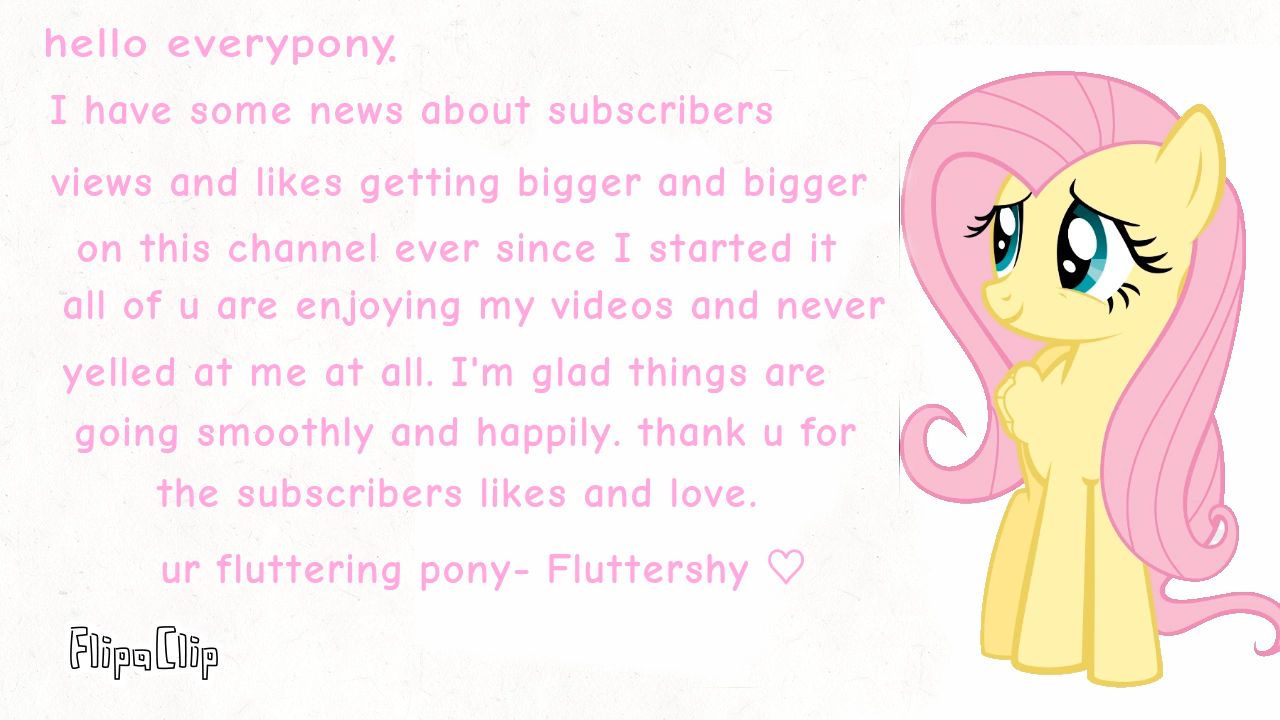 hello everypony.
I have some news about subscribers
views and likes getting bigger and bigger
on this channel ever since I started it
all of u are enjoying my videos and never
yelled at me at all. I'm glad things are
going smoothly and happily. thank u for
the subscribers likes and love.
ur fluttering pony- Fluttershy ♡
FlipaClip